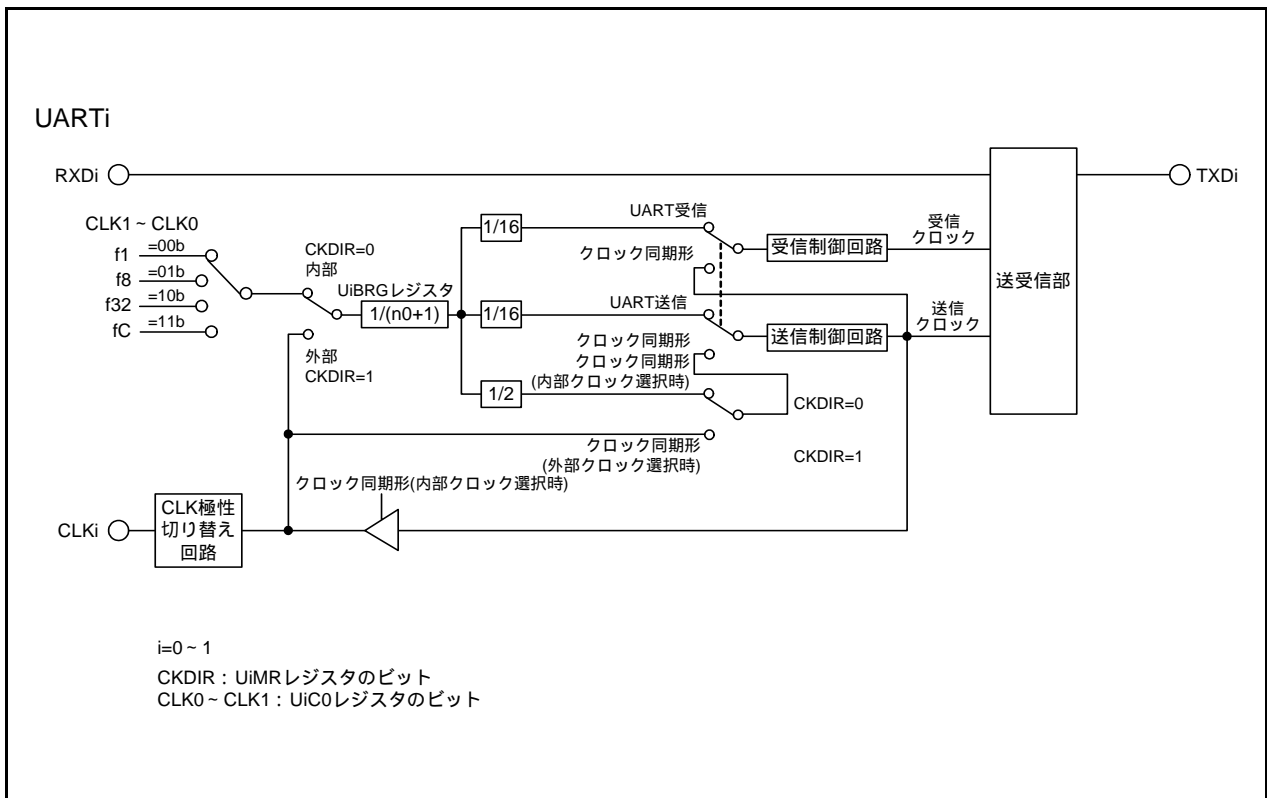 UARTi
RXDi
TXDi
CLK1 ~ CLK0
f1 =00b
f8 =01b
f32 =10b
fC =11b
CKDIR=0
内部
UiBRGレジスタ
1/(n0+1)
外部
CKDIR=1
1/16
UART受信
クロック同期形
受信制御回路
受信
クロック
1/16
UART送信
クロック同期形
送信制御回路
送信
クロック
送受信部
クロック同期形
(内部クロック選択時)
1/2
CKDIR=0
クロック同期形
(外部クロック選択時)
CKDIR=1
クロック同期形(内部クロック選択時)
CLKi
CLK極性
切り替え
回路
i=0 ~ 1
CKDIR : UiMRレジスタのビット
CLK0 ~ CLK1 : UiC0レジスタのビット